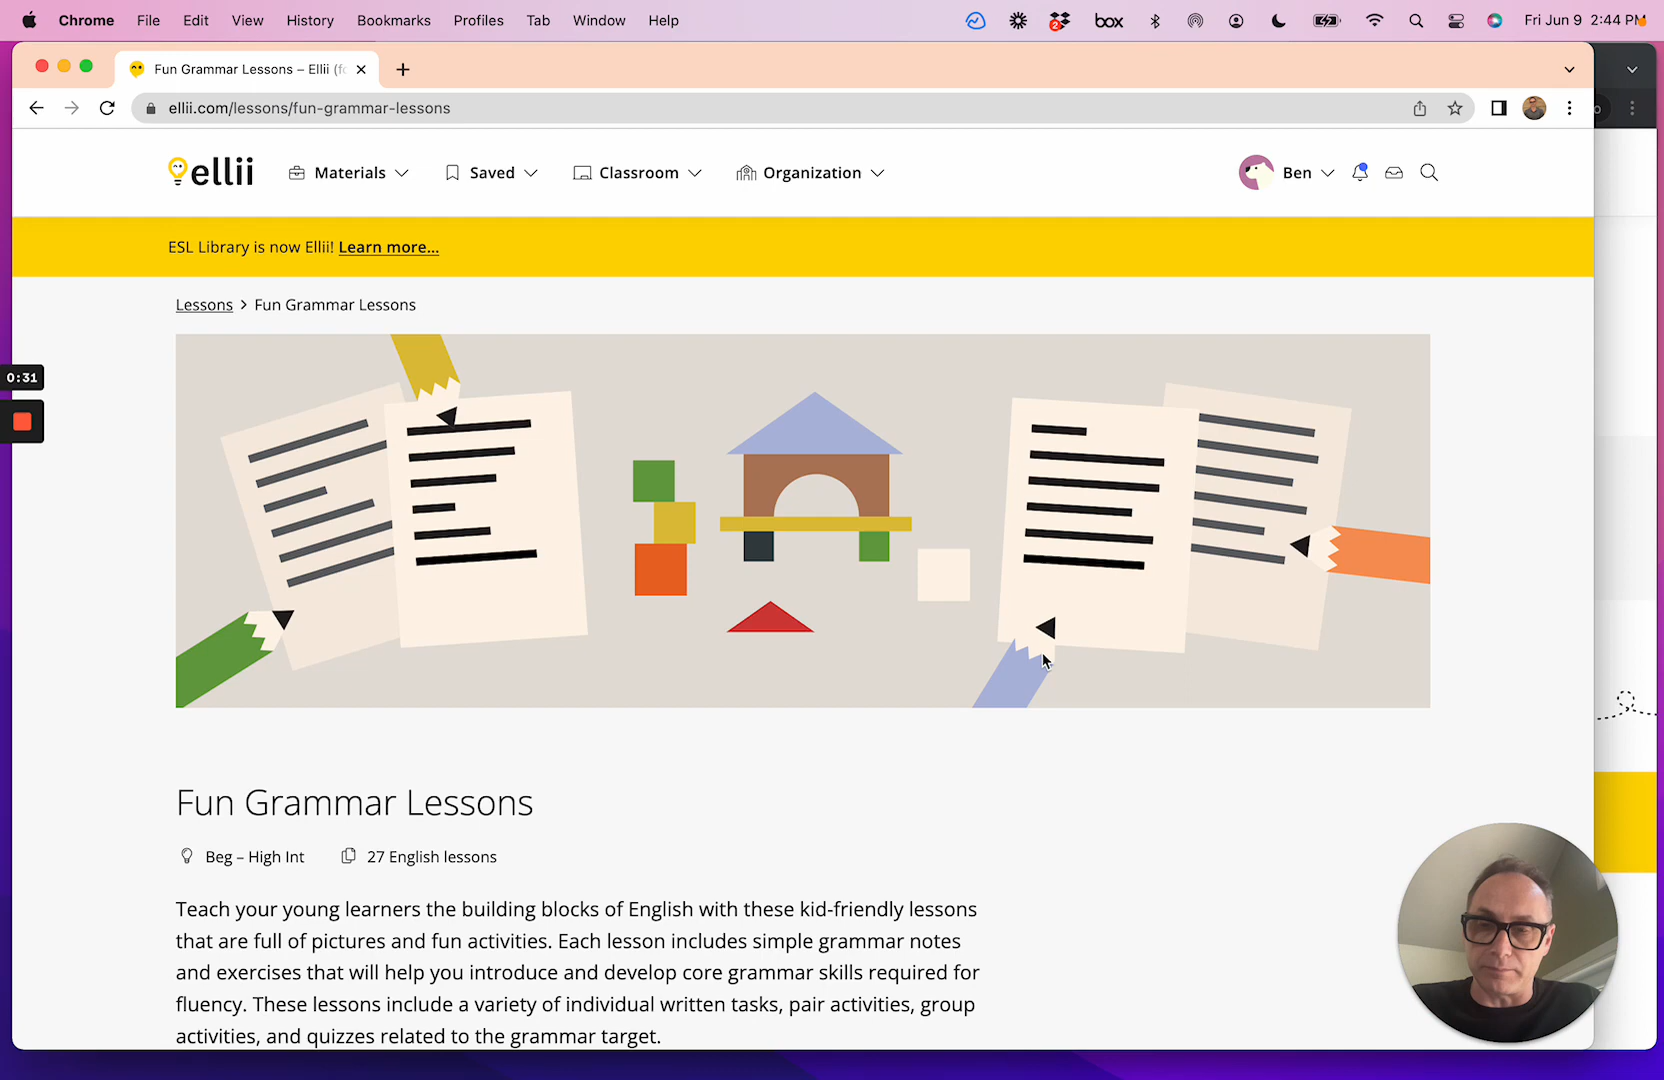 Chrome File Edit View History Bookmarks Profiles Tab Window Help 2 box Fri Jun 9 2:44 PM
Fun Grammar Lessons – Ellii (fo
ellii.com/lessons/fun-grammar-lessons
ellii Materials Saved Classroom Organization Ben
ESL Library is now Ellii! Learn more...
Lessons > Fun Grammar Lessons
0:31
Fun Grammar Lessons
Beg – High Int 27 English lessons
Teach your young learners the building blocks of English with these kid-friendly lessons
that are full of pictures and fun activities. Each lesson includes simple grammar notes
and exercises that will help you introduce and develop core grammar skills required for
fluency. These lessons include a variety of individual written tasks, pair activities, group
activities, and quizzes related to the grammar target.